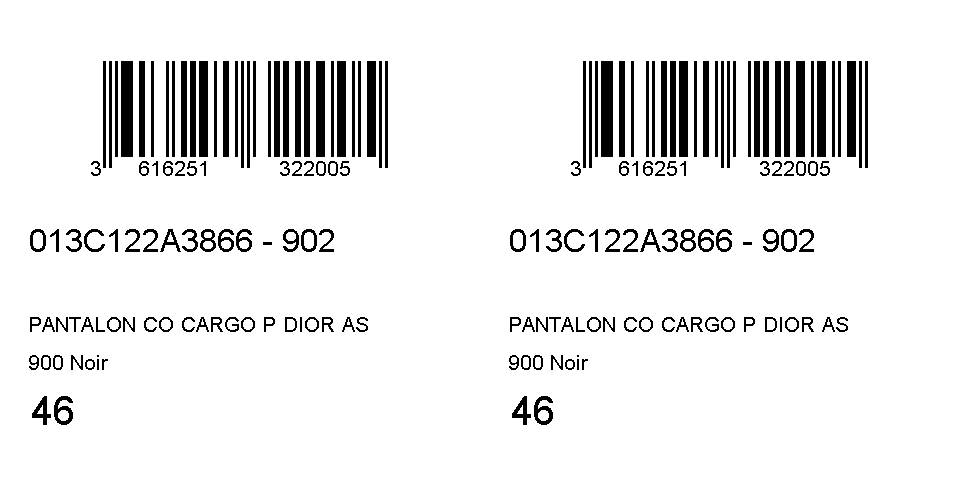 3 616251 322005
013C122A3866 - 902
PANTALON CO CARGO P DIOR AS
900 Noir
46
3 616251 322005
013C122A3866 - 902
PANTALON CO CARGO P DIOR AS
900 Noir
46